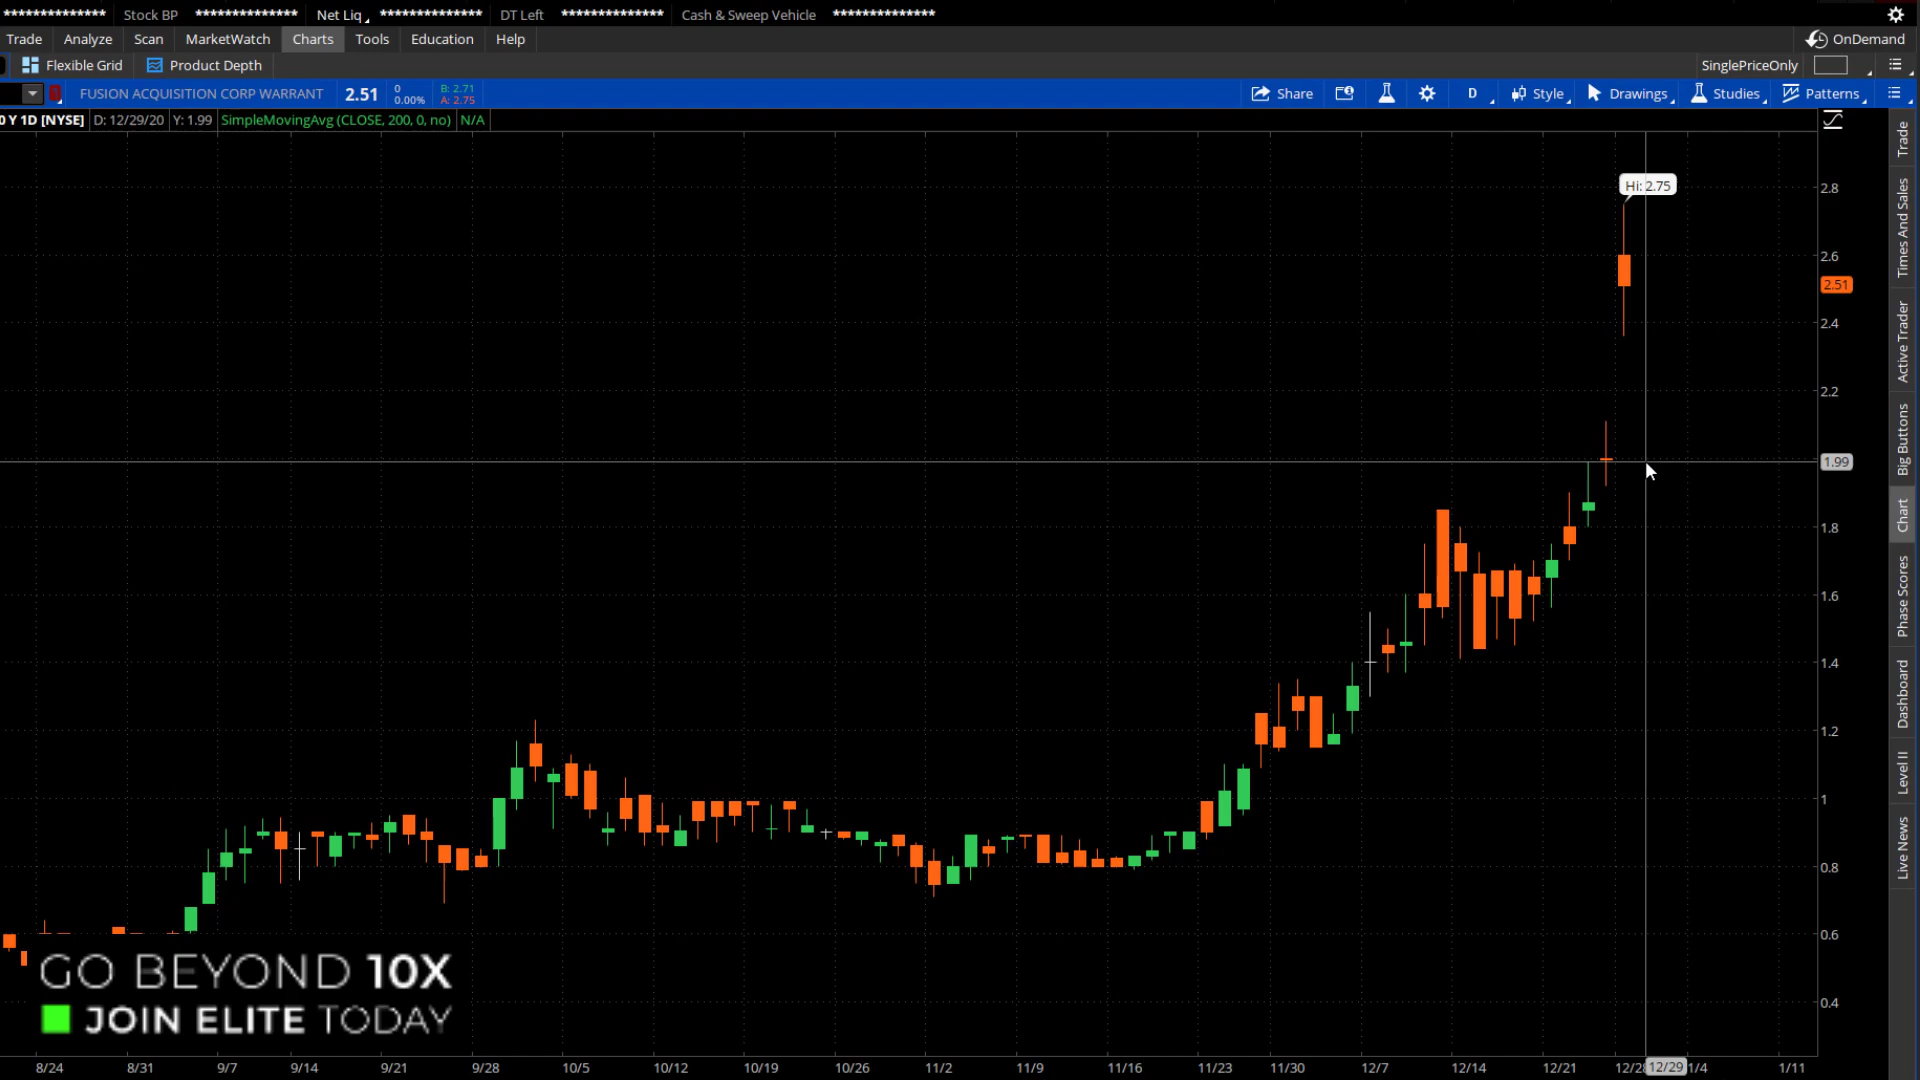 ************** Stock BP ************** Net Liq ************** DT Left ************** Cash & Sweep Vehicle **************
Trade Analyze Scan MarketWatch Charts Tools Education Help OnDemand
Flexible Grid Product Depth SinglePriceOnly
FUSION ACQUISITION CORP WARRANT 2.51 0 B: 2.71 Share D Style Drawings Studies Patterns
0.00% A: 2.75
0 Y 1D [NYSE] D: 12/29/20 Y: 1.99 SimpleMovingAvg (CLOSE, 200, 0, no) N/A
Hi: 2.75
2.8
2.6
2.51
2.4
2.2
1.99
1.8
1.6
1.4
1.2
1
0.8
0.6
0.4
Trade
Times And Sales
Active Trader
Big Buttons
Chart
Phase Scores
Dashboard
Level II
Live News
GO BEYOND 10X
JOIN ELITE TODAY
8/24 8/31 9/7 9/14 9/21 9/28 10/5 10/12 10/19 10/26 11/2 11/9 11/16 11/23 11/30 12/7 12/14 12/21 12/29 1/11